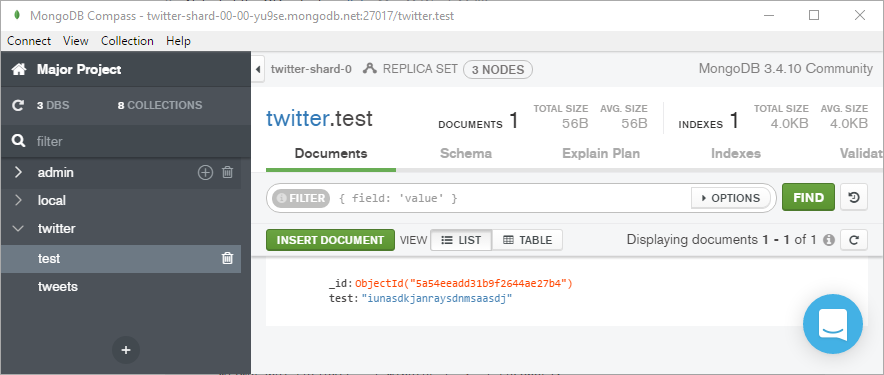 MongoDB Compass - twitter-shard-00-00-yu9se.mongodb.net:27017/twitter.test
Connect View Collection Help
Major Project
3 DBS 8 COLLECTIONS
filter
admin
local
twitter
test
tweets
twitter-shard-0 REPLICA SET 3 NODES MongoDB 3.4.10 Community
twitter.test
DOCUMENTS 1 TOTAL SIZE 56B AVG. SIZE 56B INDEXES 1 TOTAL SIZE 4.0KB AVG. SIZE 4.0KB
Documents Schema Explain Plan Indexes Validat
FILTER { field: 'value' } OPTIONS FIND
INSERT DOCUMENT VIEW LIST TABLE Displaying documents 1 - 1 of 1
_id: ObjectId("5a54eeadd31b9f2644ae27b4")
test: "iunasdkjanraysdnmsaasdj"